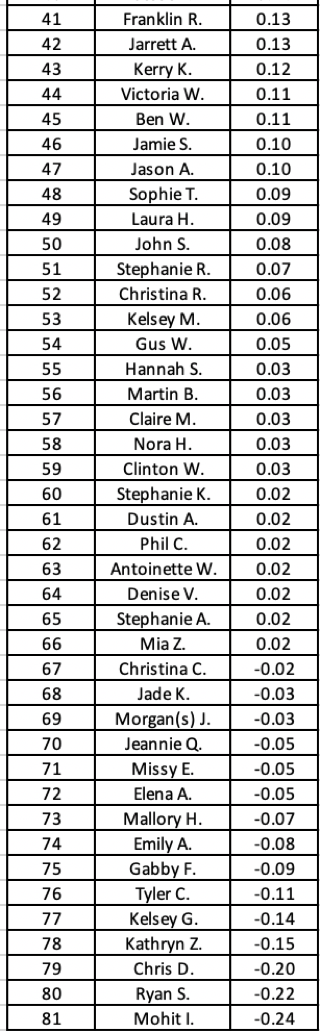 41 Franklin R. 0.13
42 Jarrett A. 0.13
43 Kerry K. 0.12
44 Victoria W. 0.11
45 Ben W. 0.11
46 Jamie S. 0.10
47 Jason A. 0.10
48 Sophie T. 0.09
49 Laura H. 0.09
50 John S. 0.08
51 Stephanie R. 0.07
52 Christina R. 0.06
53 Kelsey M. 0.06
54 Gus W. 0.05
55 Hannah S. 0.03
56 Martin B. 0.03
57 Claire M. 0.03
58 Nora H. 0.03
59 Clinton W. 0.03
60 Stephanie K. 0.02
61 Dustin A. 0.02
62 Phil C. 0.02
63 Antoinette W. 0.02
64 Denise V. 0.02
65 Stephanie A. 0.02
66 Mia Z. 0.02
67 Christina C. -0.02
68 Jade K. -0.03
69 Morgan(s) J. -0.03
70 Jeannie Q. -0.05
71 Missy E. -0.05
72 Elena A. -0.05
73 Mallory H. -0.07
74 Emily A. -0.08
75 Gabby F. -0.09
76 Tyler C. -0.11
77 Kelsey G. -0.14
78 Kathryn Z. -0.15
79 Chris D. -0.20
80 Ryan S. -0.22
81 Mohit I. -0.24